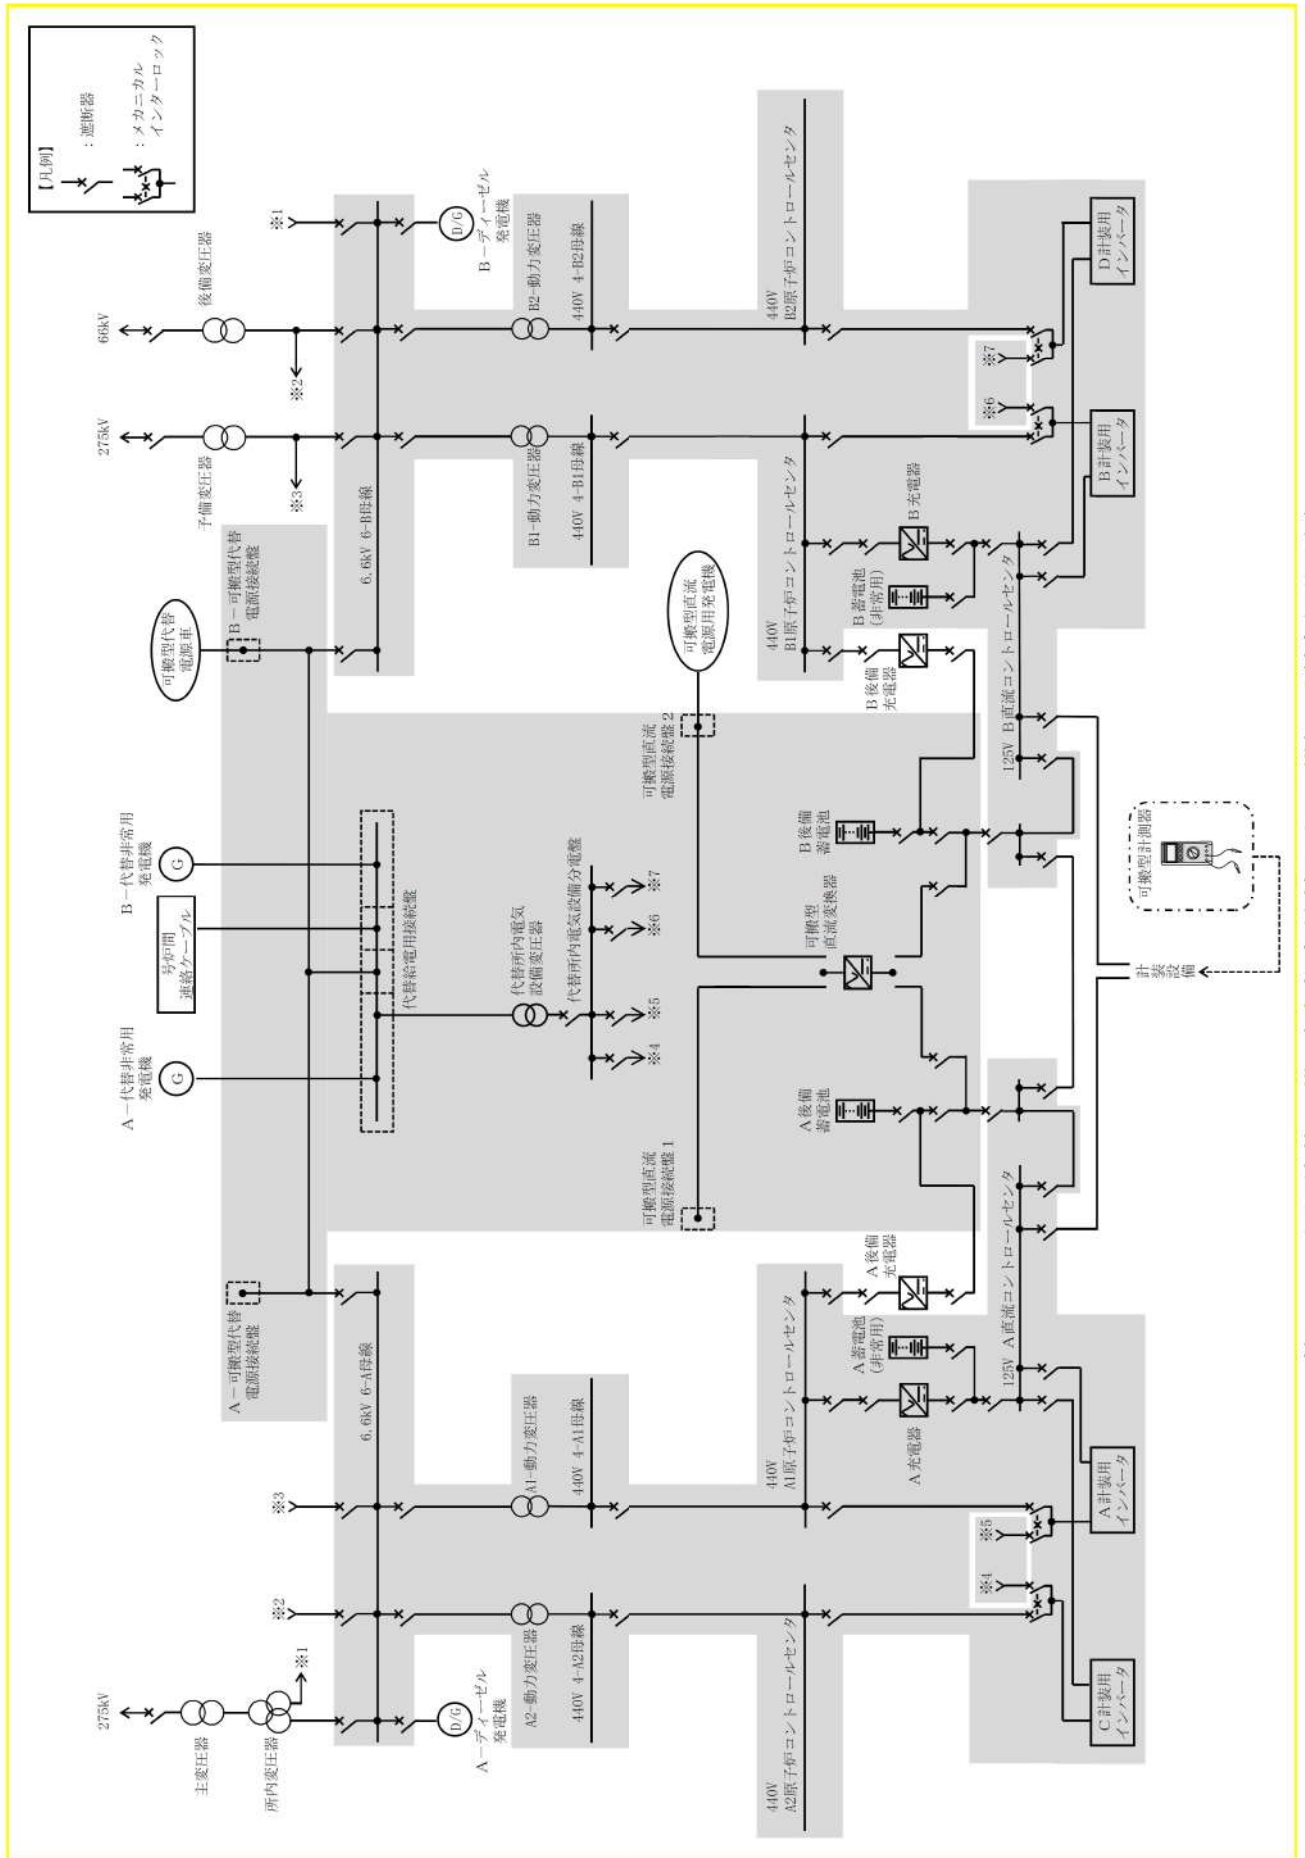 【凡例】
：遮断器
：メカニカル
インターロック
275kV
主変圧器
所内変圧器
※1
※2
※3
A－ディーゼル
発電機
D/G
6.6kV 6-A母線
A－可搬型代替
電源接続盤
A－代替非常用
発電機
G
号炉間
連絡ケーブル
B－代替非常用
発電機
G
可搬型代替
電源車
B－可搬型代替
電源接続盤
275kV
予備変圧器
※3
66kV
後備変圧器
※2
※1
6.6kV 6-B母線
D/G
B－ディーゼル
発電機
代替給電用接続盤
代替所内電気
設備変圧器
代替所内電気設備分電盤
※4
※5
※6
※7
A2-動力変圧器
440V 4-A2母線
A1-動力変圧器
440V 4-A1母線
B1-動力変圧器
440V 4-B1母線
B2-動力変圧器
440V 4-B2母線
可搬型直流
電源接続盤1
可搬型直流
電源接続盤2
可搬型直流
電源用発電機
440V
A2原子炉コントロールセンタ
440V
A1原子炉コントロールセンタ
440V
B1原子炉コントロールセンタ
440V
B2原子炉コントロールセンタ
A充電器
A蓄電池
(非常用)
A後備
充電器
A後備
蓄電池
可搬型
直流変換器
B後備
蓄電池
B後備
充電器
B蓄電池
(非常用)
B充電器
※4
※5
※6
※7
125V A直流コントロールセンタ
125V B直流コントロールセンタ
C計装用
インバータ
A計装用
インバータ
B計装用
インバータ
D計装用
インバータ
計装設備
可搬型計測器